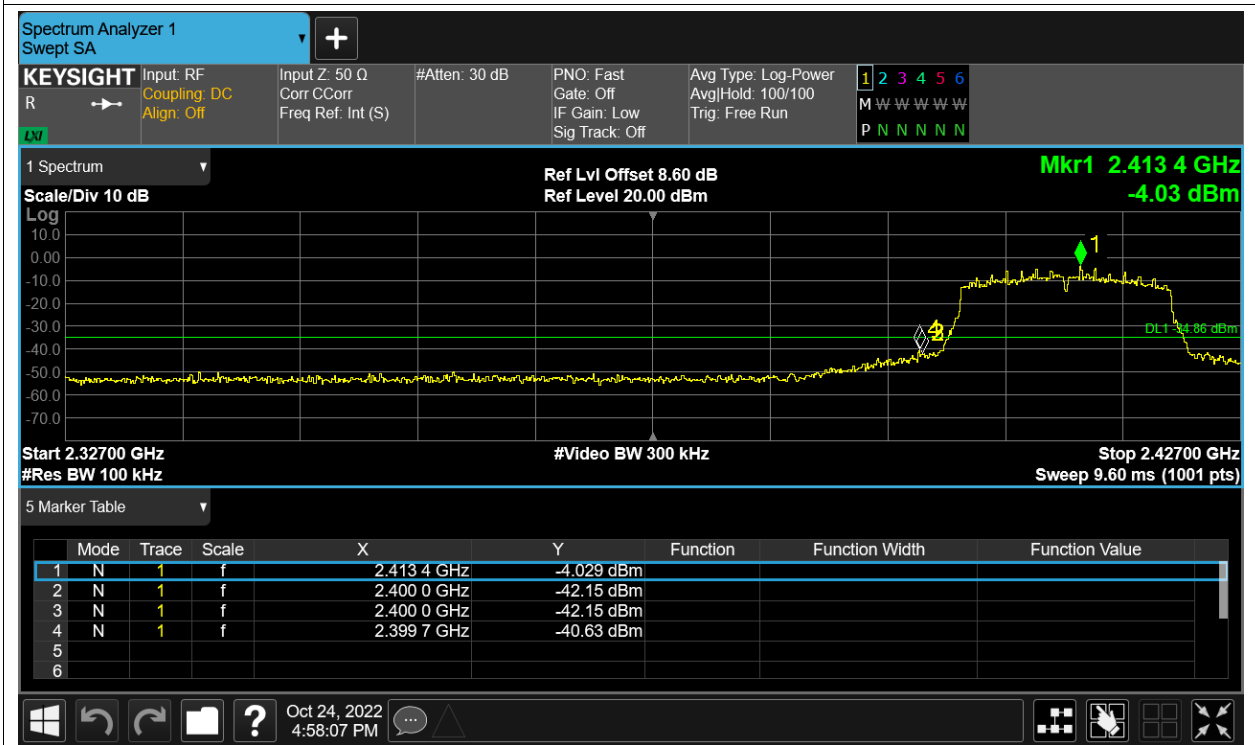 Spectrum Analyzer 1
Swept SA
+
KEYSIGHT Input: RF Input Z: 50 Ω #Atten: 30 dB PNO: Fast Avg Type: Log-Power 1 2 3 4 5 6
R Coupling: DC Corr CCorr Gate: Off Avg|Hold: 100/100 M W W W W W
Align: Off Freq Ref: Int (S) IF Gain: Low Trig: Free Run
LXI Sig Track: Off P N N N N N
1 Spectrum Ref Lvl Offset 8.60 dB Mkr1 2.413 4 GHz
Scale/Div 10 dB Ref Level 20.00 dBm -4.03 dBm
Log
10.0
0.00
-10.0
-20.0
-30.0
-40.0
-50.0
-60.0
-70.0
1
DL1 -34.86 dBm
Start 2.32700 GHz #Video BW 300 kHz Stop 2.42700 GHz
#Res BW 100 kHz Sweep 9.60 ms (1001 pts)
5 Marker Table
Mode Trace Scale X Y Function Function Width Function Value
1 N 1 f 2.413 4 GHz -4.029 dBm
2 N 1 f 2.400 0 GHz -42.15 dBm
3 N 1 f 2.400 0 GHz -42.15 dBm
4 N 1 f 2.399 7 GHz -40.63 dBm
5
6
? Oct 24, 2022
4:58:07 PM